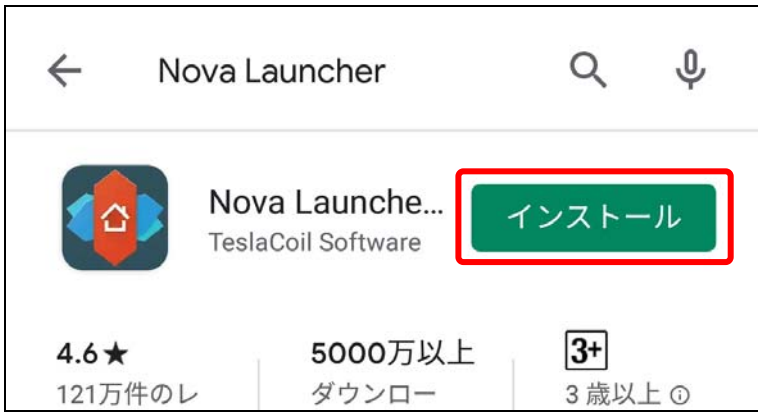 Nova Launcher
Nova Launche...
TeslaCoil Software
インストール
4.6★
5000万以上
3+
121万件のレ
ダウンロー
3 歳以上